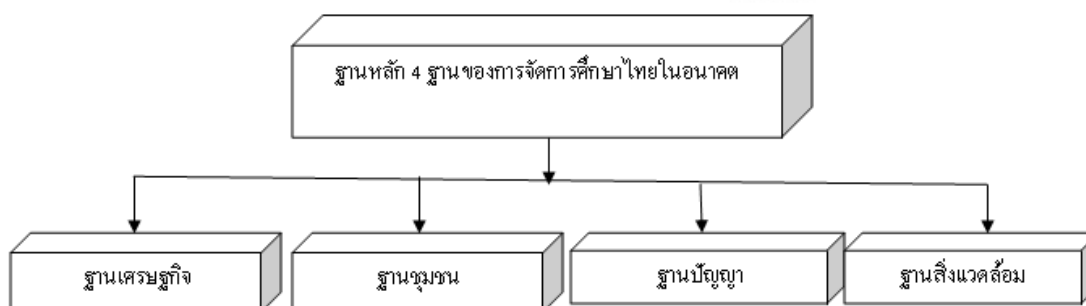 ฐานหลัก 4 ฐานของการจัดการศึกษาไทยในอนาคต
ฐานเศรษฐกิจ
ฐานชุมชน
ฐานปัญญา
ฐานสิ่งแวดล้อม